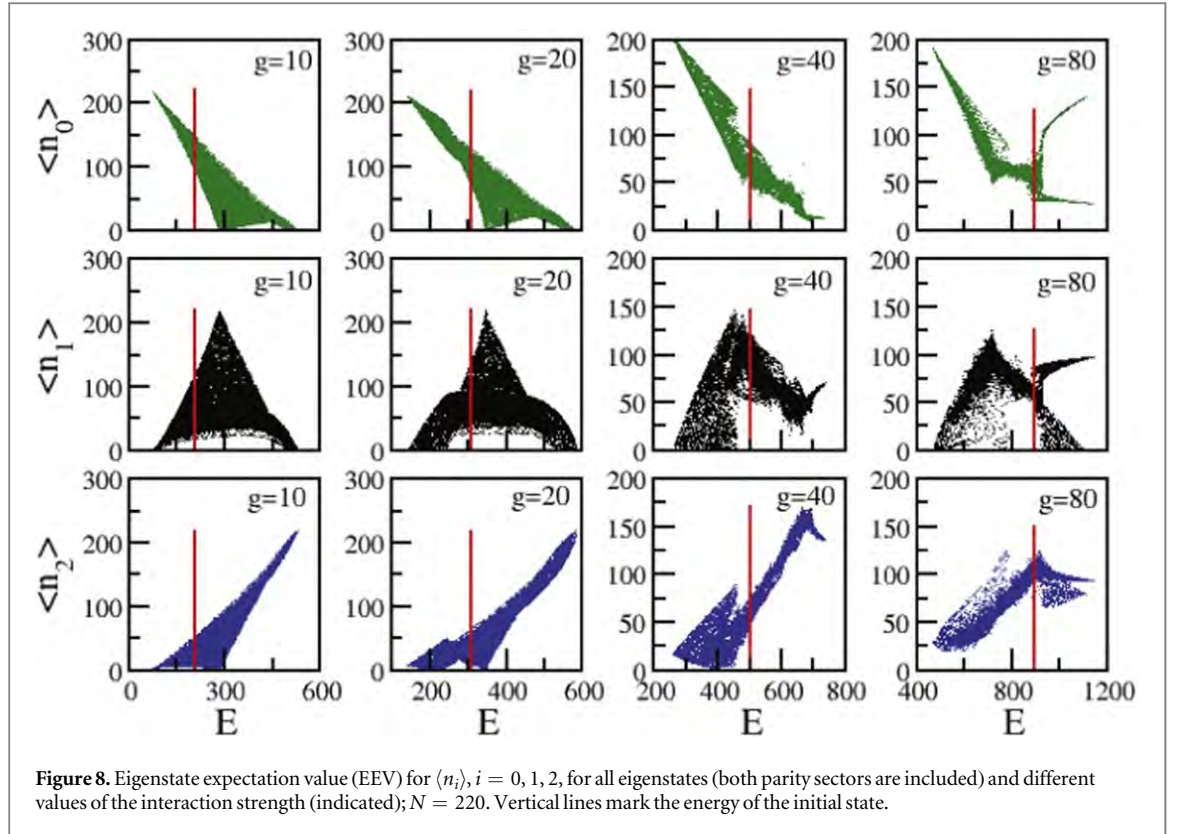 300
200
100
0
<n0>
g=10
300
200
100
0
g=20
200
150
100
50
0
g=40
200
150
100
50
0
g=80
300
200
100
0
<n1>
g=10
300
200
100
0
g=20
200
150
100
50
0
g=40
200
150
100
50
0
g=80
300
200
100
0
<n2>
g=10
300
200
100
0
g=20
200
150
100
50
0
g=40
200
150
100
50
0
g=80
0 300 600
200 400 600
200 400 600 800
400 800 1200
E E E E
Figure 8. Eigenstate expectation value (EEV) for ⟨ni⟩, i = 0, 1, 2, for all eigenstates (both parity sectors are included) and different
values of the interaction strength (indicated); N = 220. Vertical lines mark the energy of the initial state.